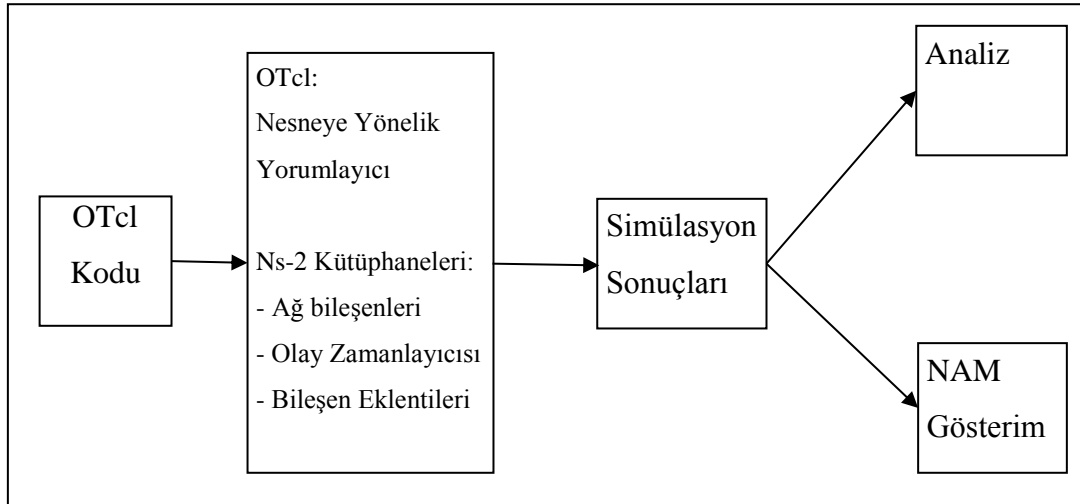 OTcl
Kodu
OTcl:
Nesneye Yönelik
Yorumlayıcı
Ns-2 Kütüphaneleri:
- Ağ bileşenleri
- Olay Zamanlayıcısı
- Bileşen Eklentileri
Simülasyon
Sonuçları
Analiz
NAM
Gösterim